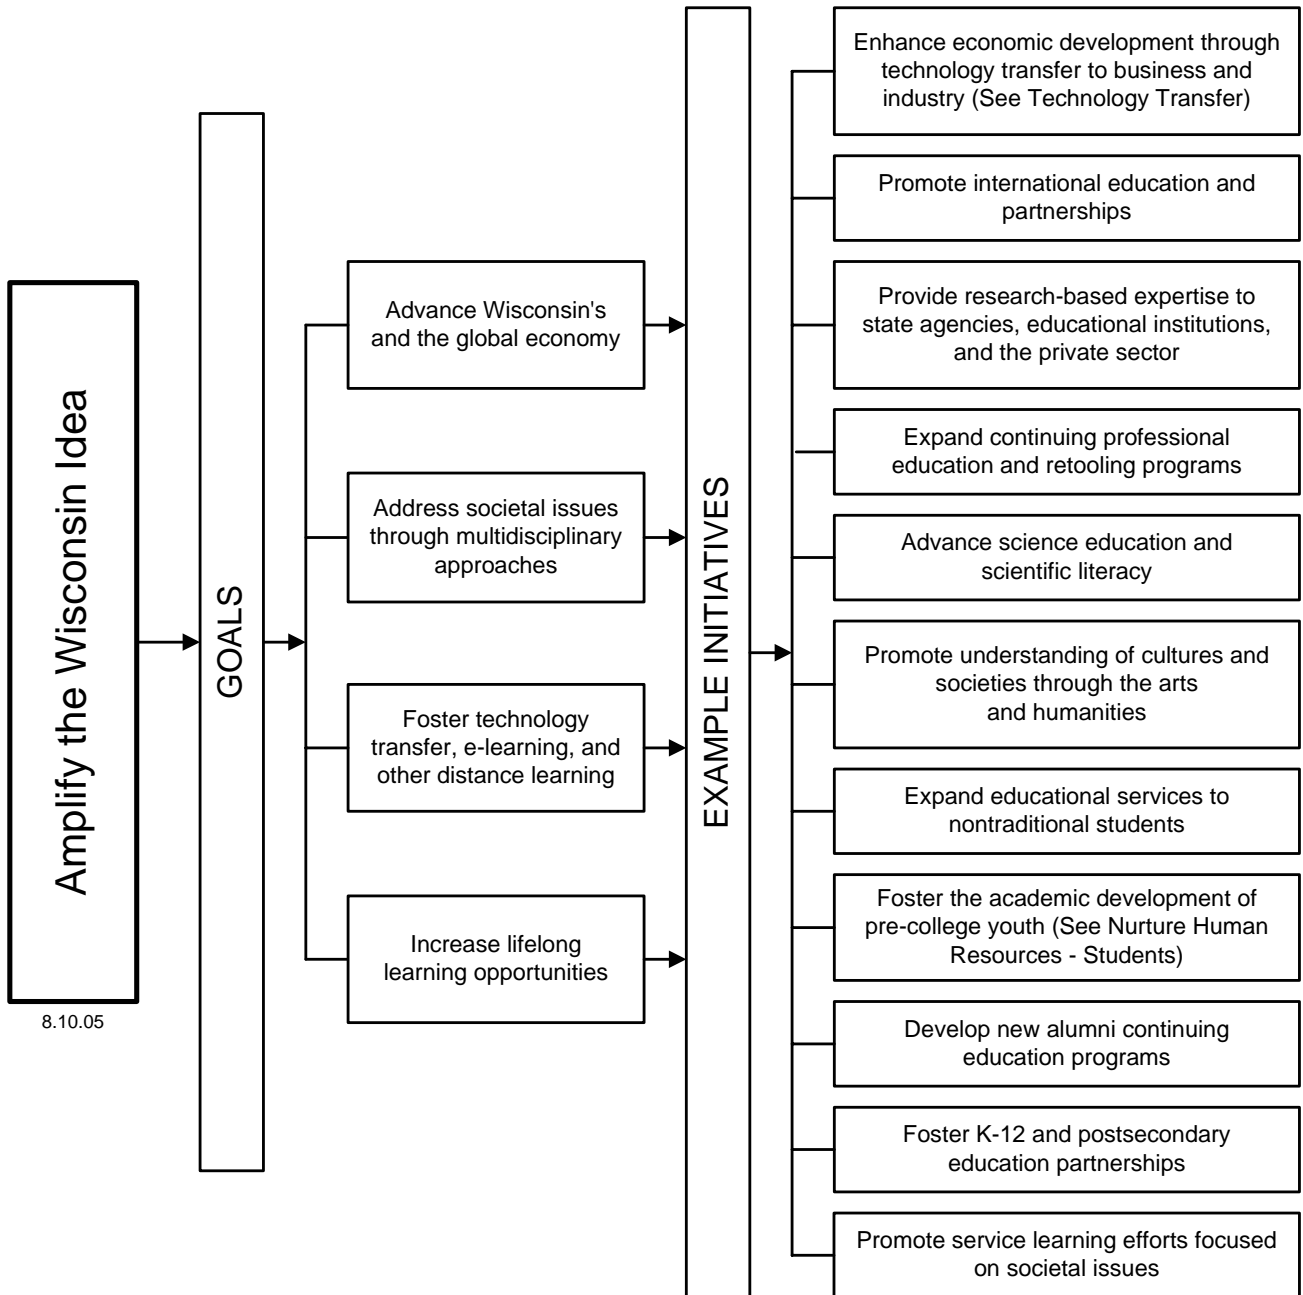 Amplify the Wisconsin Idea
8.10.05
GOALS
Advance Wisconsin's
and the global economy
Address societal issues
through multidisciplinary
approaches
Foster technology
transfer, e-learning, and
other distance learning
Increase lifelong
learning opportunities
EXAMPLE INITIATIVES
Enhance economic development through
technology transfer to business and
industry (See Technology Transfer)
Promote international education and
partnerships
Provide research-based expertise to
state agencies, educational institutions,
and the private sector
Expand continuing professional
education and retooling programs
Advance science education and
scientific literacy
Promote understanding of cultures and
societies through the arts
and humanities
Expand educational services to
nontraditional students
Foster the academic development of
pre-college youth (See Nurture Human
Resources - Students)
Develop new alumni continuing
education programs
Foster K-12 and postsecondary
education partnerships
Promote service learning efforts focused
on societal issues